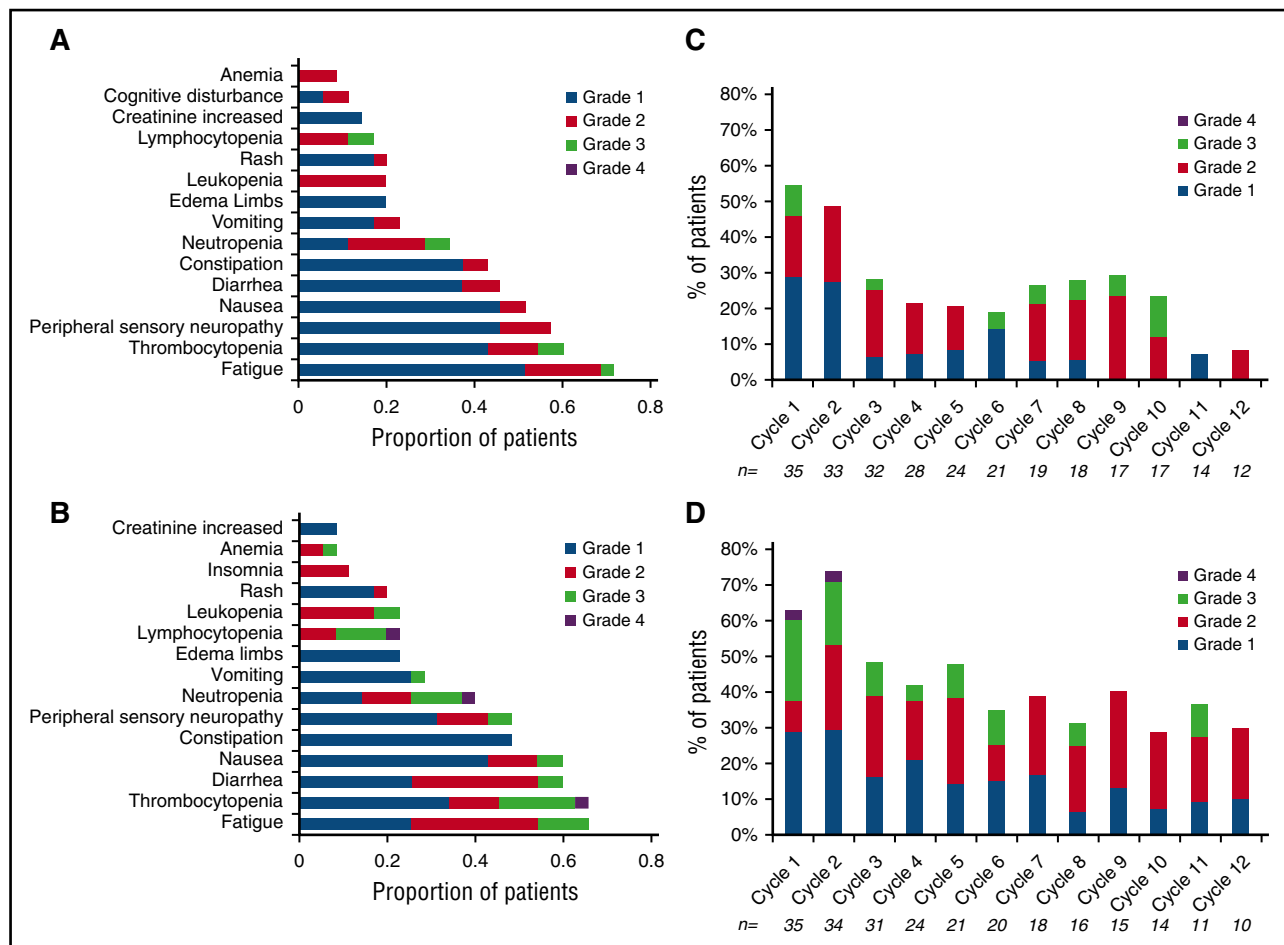 A
Anemia
Cognitive disturbance
Creatinine increased
Lymphocytopenia
Rash
Leukopenia
Edema Limbs
Vomiting
Neutropenia
Constipation
Diarrhea
Nausea
Peripheral sensory neuropathy
Thrombocytopenia
Fatigue
Grade 1
Grade 2
Grade 3
Grade 4
0 0.2 0.4 0.6 0.8
Proportion of patients
C
80%
70%
60%
50%
40%
30%
20%
10%
0%
% of patients
Grade 4
Grade 3
Grade 2
Grade 1
Cycle 1 Cycle 2 Cycle 3 Cycle 4 Cycle 5 Cycle 6 Cycle 7 Cycle 8 Cycle 9 Cycle 10 Cycle 11 Cycle 12
n= 35 33 32 28 24 21 19 18 17 17 14 12
B
Creatinine increased
Anemia
Insomnia
Rash
Leukopenia
Lymphocytopenia
Edema limbs
Vomiting
Neutropenia
Peripheral sensory neuropathy
Constipation
Nausea
Diarrhea
Thrombocytopenia
Fatigue
Grade 1
Grade 2
Grade 3
Grade 4
0 0.2 0.4 0.6 0.8
Proportion of patients
D
80%
70%
60%
50%
40%
30%
20%
10%
0%
% of patients
Grade 4
Grade 3
Grade 2
Grade 1
Cycle 1 Cycle 2 Cycle 3 Cycle 4 Cycle 5 Cycle 6 Cycle 7 Cycle 8 Cycle 9 Cycle 10 Cycle 11 Cycle 12
n= 35 34 31 24 21 20 18 16 15 14 11 10